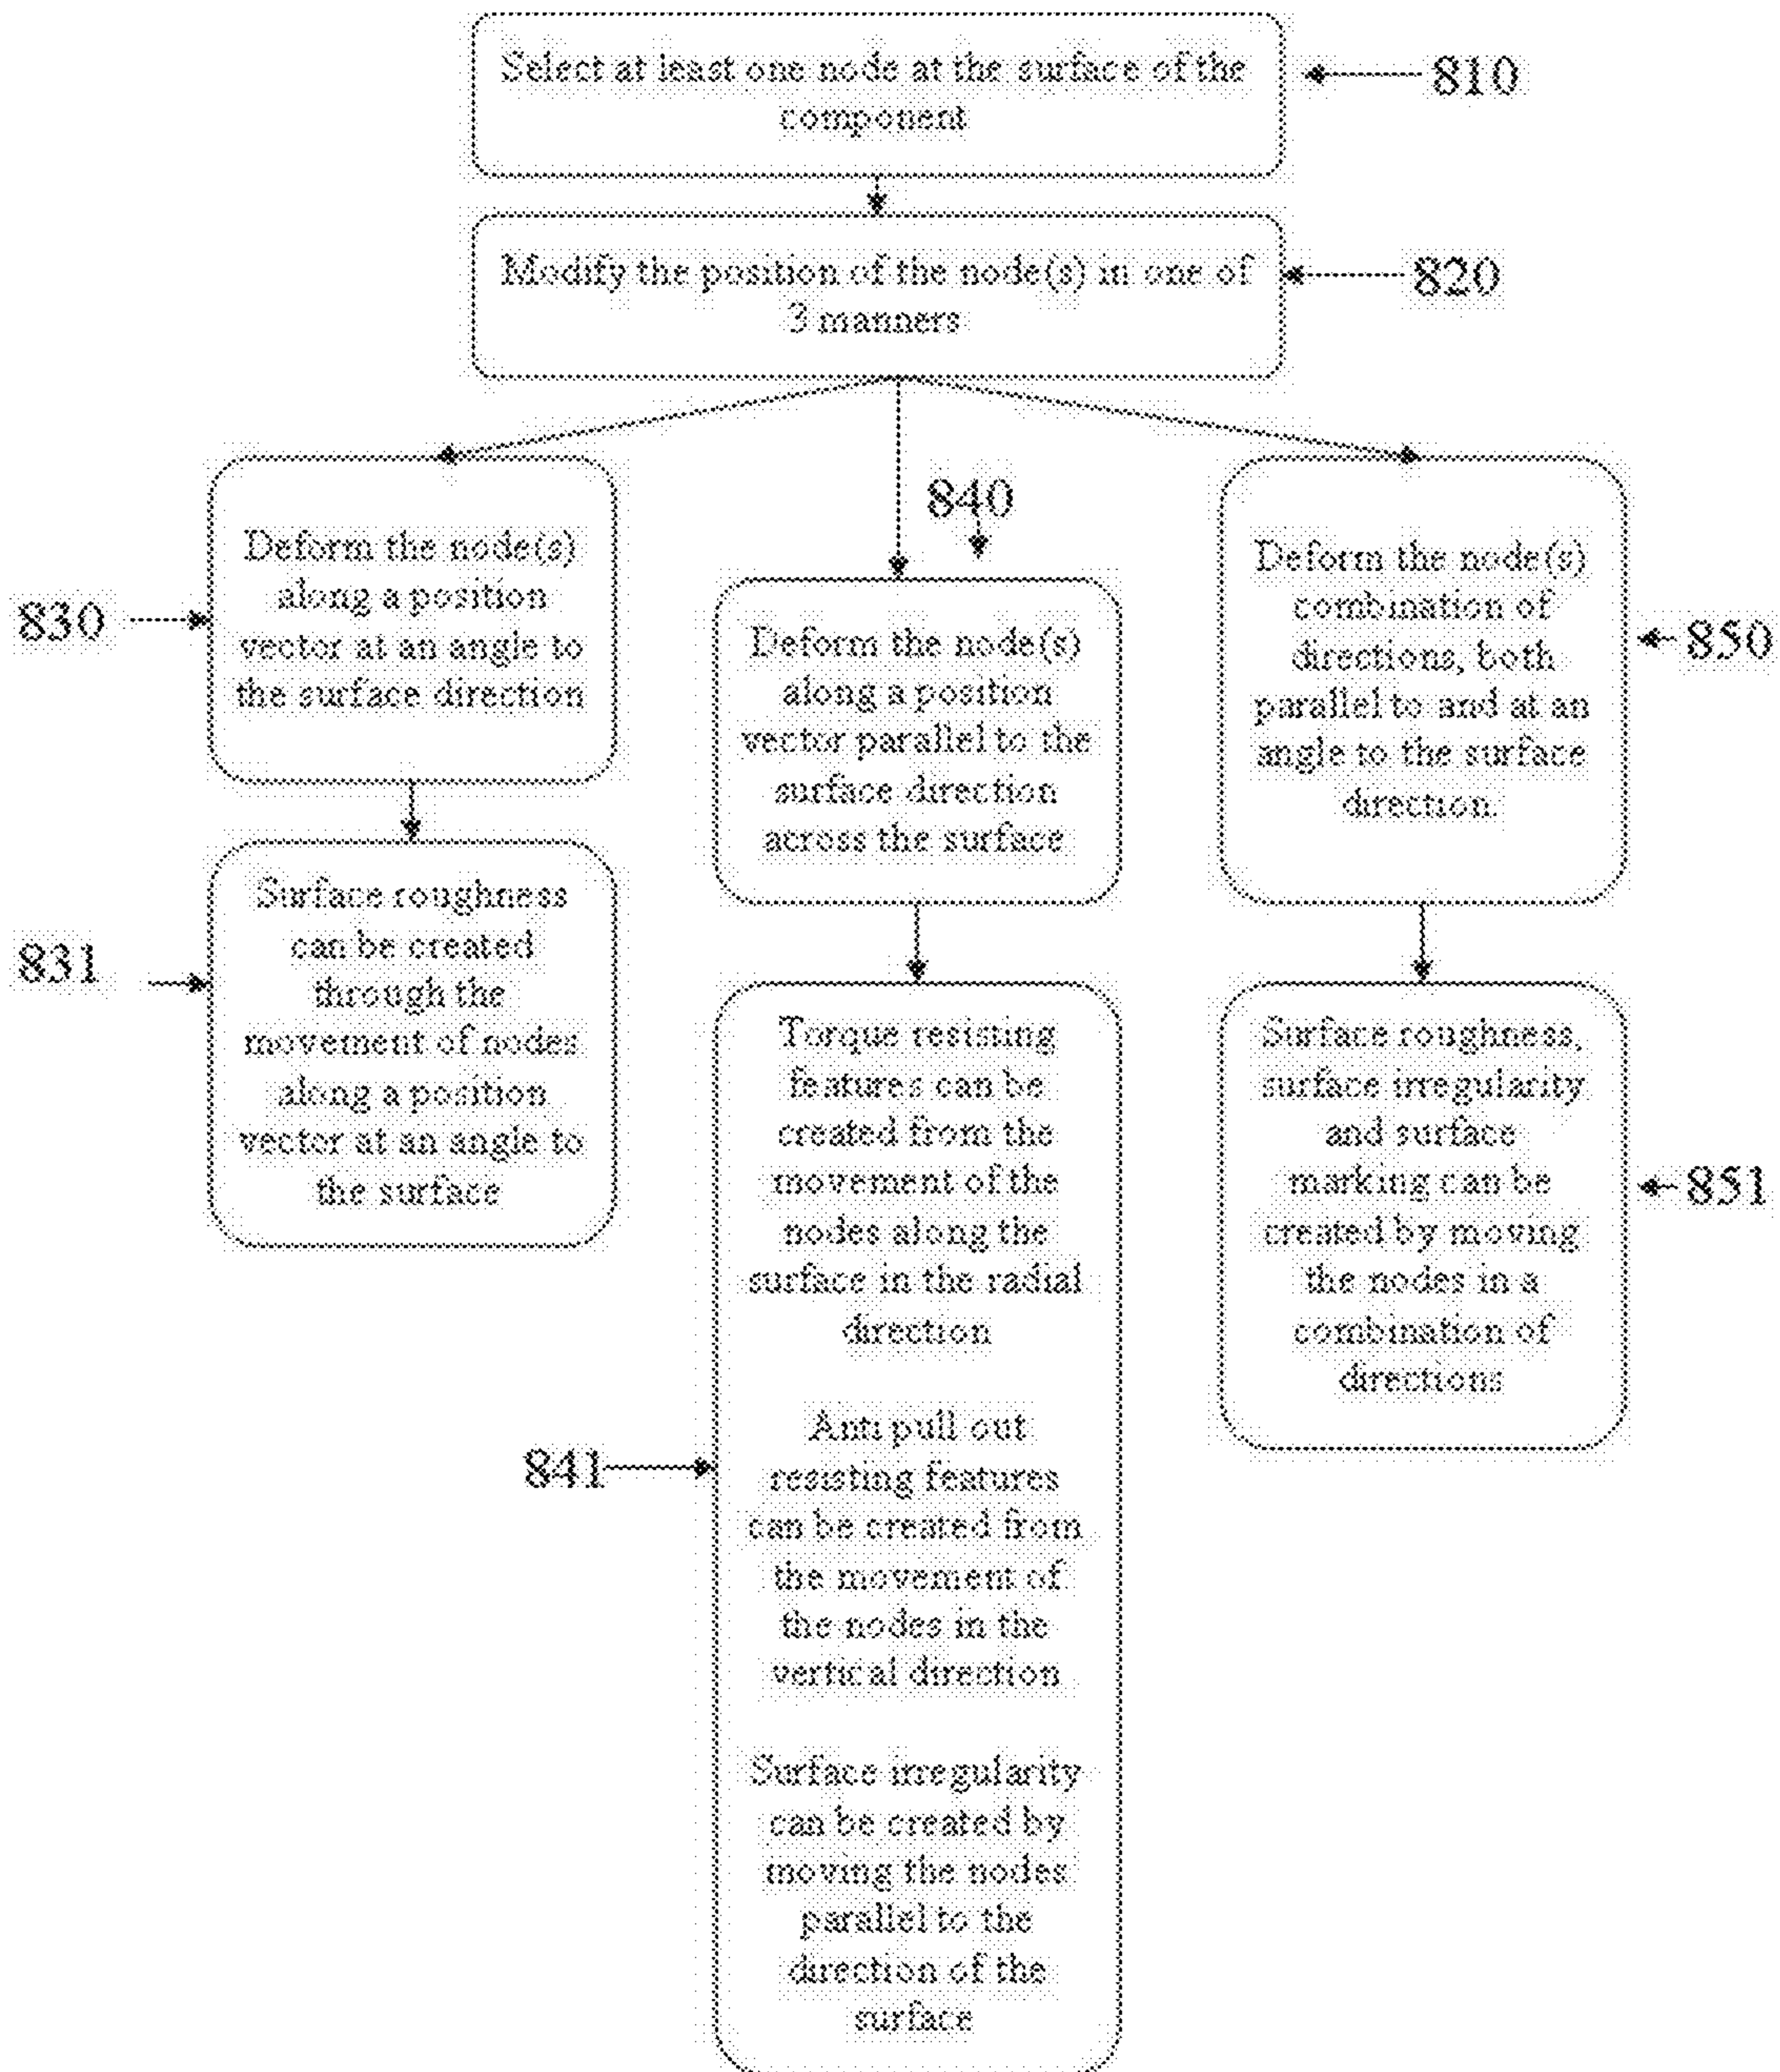 Select at least one node at the surface of the
component
810
Modify the position of the node(s) in one of
3 manners
820
830
Deform the node(s)
along a position
vector at an angle to
the surface direction
831
Surface roughness
can be created
through the
movement of nodes
along a position
vector at an angle to
the surface
840
Deform the node(s)
along a position
vector parallel to the
surface direction
across the surface
841
Torque resisting
features can be
created from the
movement of the
nodes along the
surface in the radial
direction
Anti pull out
resisting features
can be created from
the movement of
the nodes in the
vertical direction
Surface irregularity
can be created by
moving the nodes
parallel to the
direction of the
surface
850
Deform the node(s)
combination of
directions, both
parallel to and at an
angle to the surface
direction.
851
Surface roughness,
surface irregularity
and surface
marking can be
created by moving
the nodes in a
combination of
directions